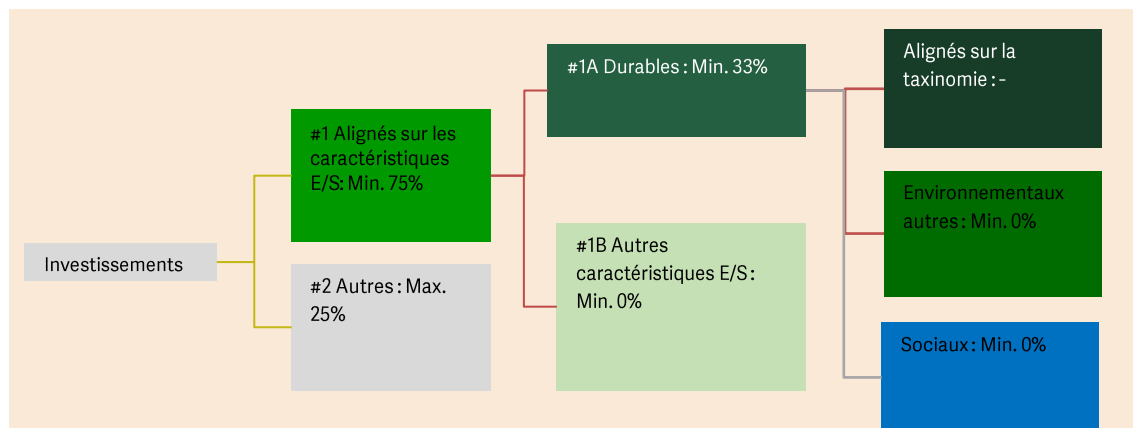 Investissements
#1 Alignés sur les
caractéristiques
E/S: Min. 75%
#2 Autres : Max.
25%
#1A Durables : Min. 33%
#1B Autres
caractéristiques E/S :
Min. 0%
Alignés sur la
taxinomie : -
Environnementaux
autres : Min. 0%
Sociaux : Min. 0%